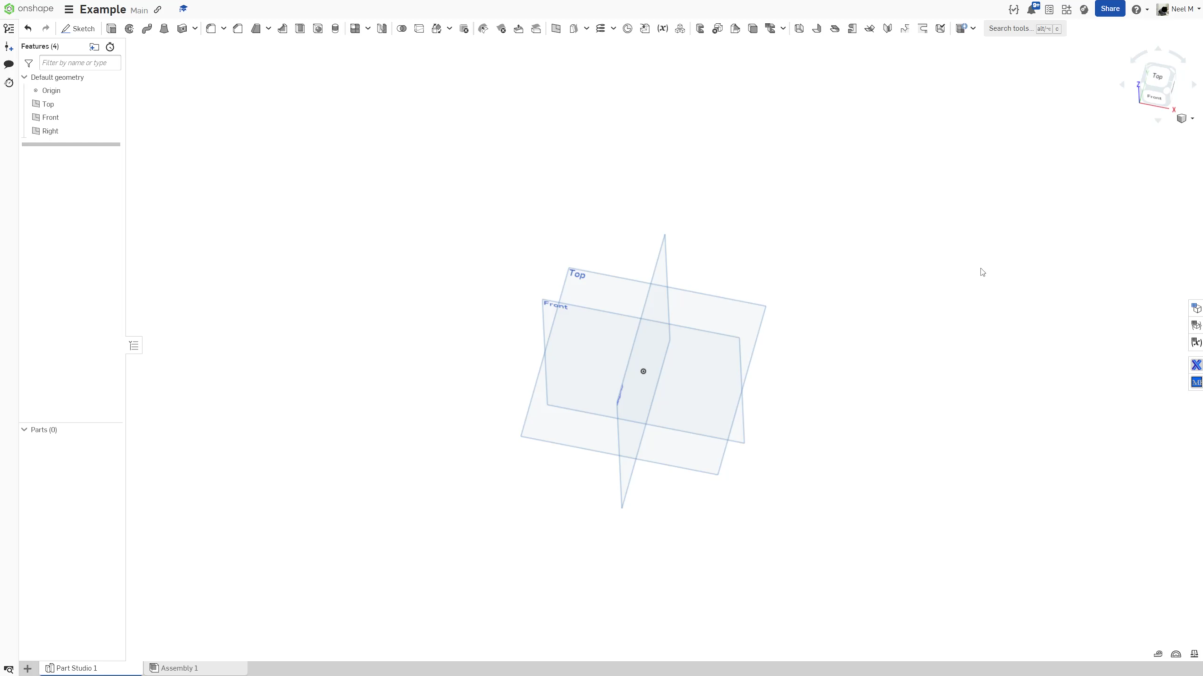 onshape Example Main Share Neel M
Sketch Search tools... alt/⌥ c
Features (4)
Filter by name or type
Default geometry
Origin
Top
Front
Right
Top
Front
Z
X
Top
Front
Parts (0)
Part Studio 1 Assembly 1